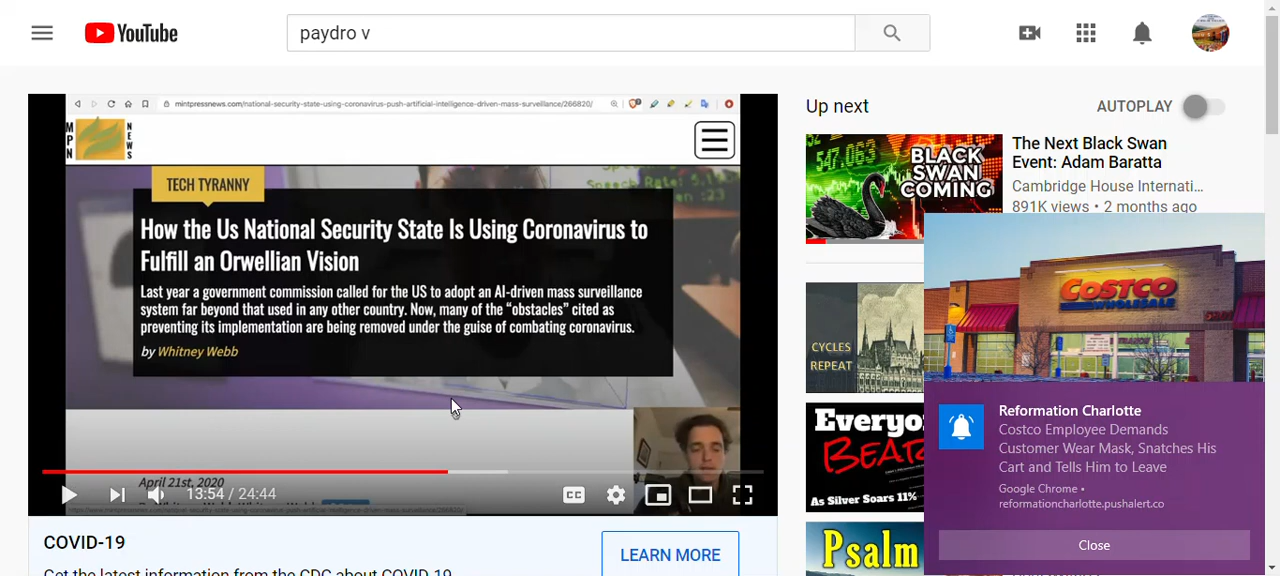 YouTube
paydro v
mintpressnews.com/national-security-state-using-coronavirus-push-artificial-intelligence-driven-mass-surveillance/266820/
MPN
NEWS
TECH TYRANNY
How the Us National Security State Is Using Coronavirus to
Fulfill an Orwellian Vision
Last year a government commission called for the US to adopt an AI-driven mass surveillance
system far beyond that used in any other country. Now, many of the “obstacles” cited as
preventing its implementation are being removed under the guise of combating coronavirus.
by Whitney Webb
April 21st, 2020
13:54 / 24:44
CC
COVID-19
LEARN MORE
Get the latest information from the CDC about COVID-19
Up next
AUTOPLAY
547.063
BLACK
SWAN
COMING
The Next Black Swan
Event: Adam Baratta
Cambridge House Internati...
891K views • 2 months ago
CYCLES
REPEAT
Everyo
BEAR
As Silver Soars 11%
Psalm
COSTCO
WHOLESALE
Reformation Charlotte
Costco Employee Demands
Customer Wear Mask, Snatches His
Cart and Tells Him to Leave
Google Chrome •
reformationcharlotte.pushalert.co
Close